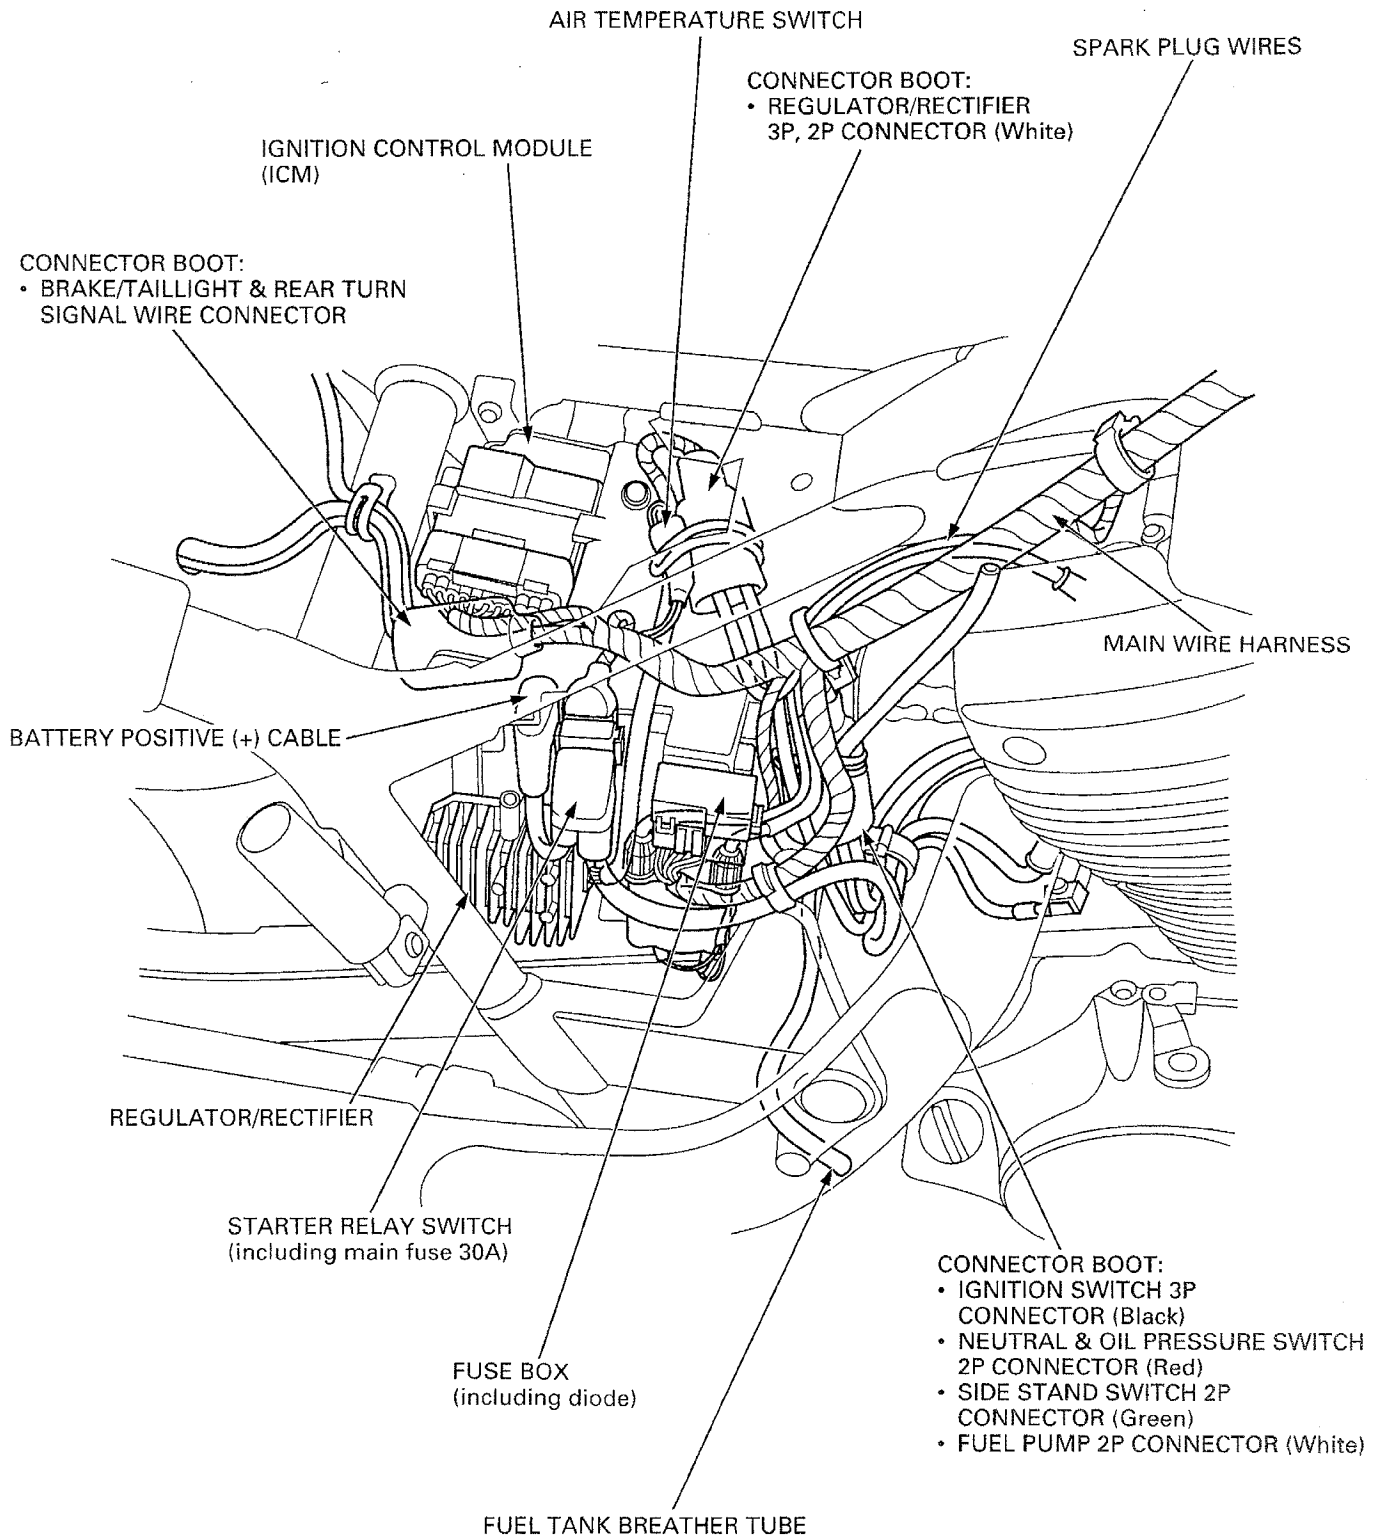 AIR TEMPERATURE SWITCH
SPARK PLUG WIRES
CONNECTOR BOOT:
• REGULATOR/RECTIFIER
3P, 2P CONNECTOR (White)
IGNITION CONTROL MODULE
(ICM)
CONNECTOR BOOT:
• BRAKE/TAILLIGHT & REAR TURN
SIGNAL WIRE CONNECTOR
MAIN WIRE HARNESS
BATTERY POSITIVE (+) CABLE
REGULATOR/RECTIFIER
STARTER RELAY SWITCH
(including main fuse 30A)
CONNECTOR BOOT:
• IGNITION SWITCH 3P
CONNECTOR (Black)
• NEUTRAL & OIL PRESSURE SWITCH
2P CONNECTOR (Red)
• SIDE STAND SWITCH 2P
CONNECTOR (Green)
• FUEL PUMP 2P CONNECTOR (White)
FUSE BOX
(including diode)
FUEL TANK BREATHER TUBE